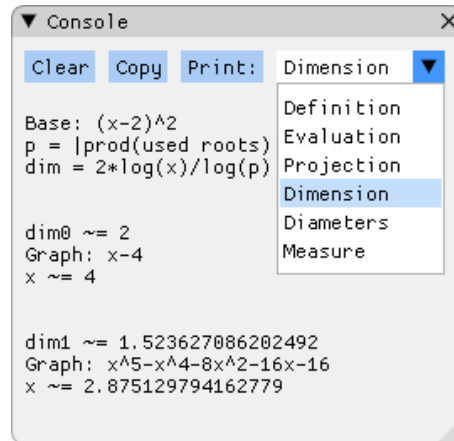 ▼ Console ×
Clear Copy Print: Dimension ▼
Definition
Evaluation
Projection
Dimension
Diameters
Measure
Base: (x-2)^2
p = |prod(used roots)
dim = 2*log(x)/log(p)
dim0 ~= 2
Graph: x-4
x ~= 4
dim1 ~= 1.523627086202492
Graph: x^5-x^4-8x^2-16x-16
x ~= 2.875129794162779